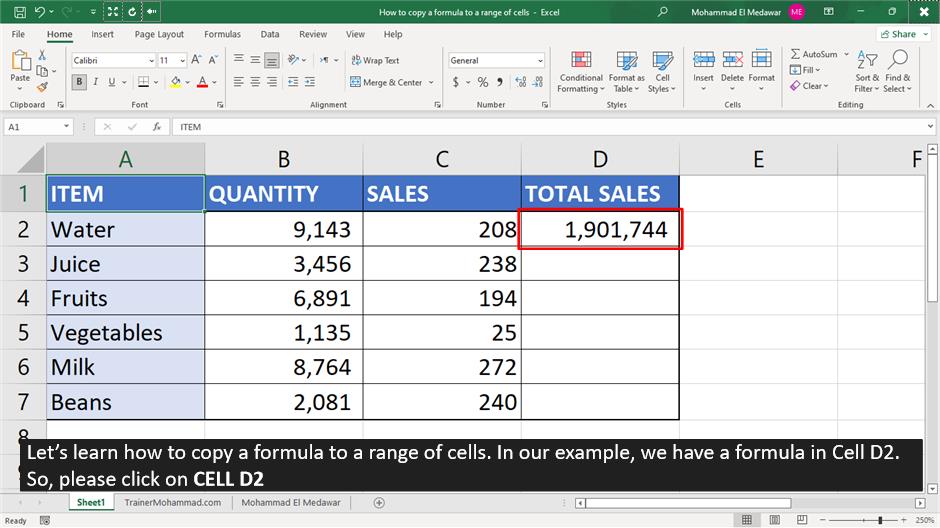 How to copy a formula to a range of cells - Excel
Mohammad El Medawar ME
File Home Insert Page Layout Formulas Data Review View Help Share
Paste
Calibri 11 A A
B I U A
Wrap Text
Merge & Center
General
$ % ,
Conditional Formatting
Format as Table
Cell Styles
Insert Delete Format
AutoSum
Fill
Clear
Sort & Filter
Find & Select
Clipboard Font Alignment Number Styles Cells Editing
A1 fx ITEM
A B C D E F
1 ITEM QUANTITY SALES TOTAL SALES
2 Water 9,143 208 1,901,744
3 Juice 3,456 238
4 Fruits 6,891 194
5 Vegetables 1,135 25
6 Milk 8,764 272
7 Beans 2,081 240
8
Let’s learn how to copy a formula to a range of cells. In our example, we have a formula in Cell D2.
So, please click on CELL D2
Sheet1 TrainerMohammad.com Mohammad El Medawar
Ready 250%